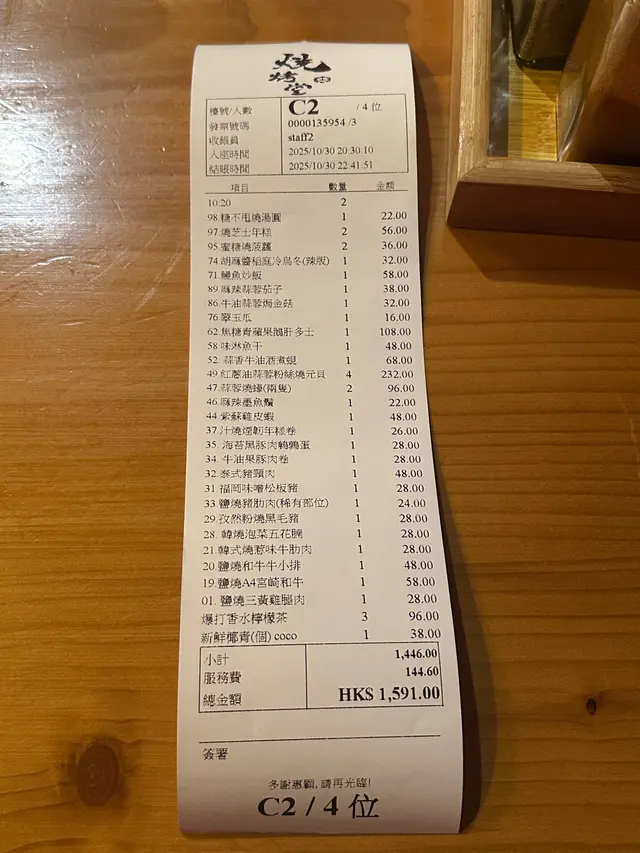 燒烤堂
檯號/人數 C2 / 4 位
發票號碼 0000135954 /3
收銀員 staff2
入座時間 2025/10/30 20:30:10
結賬時間 2025/10/30 22:41:51
項目 數量 金額
10:20 2
98.糖不甩燒湯圓 1 22.00
97.燒芝士年糕 2 56.00
95.蜜糖燒菠蘿 2 36.00
74.胡麻醬稻庭冷烏冬(辣版) 1 32.00
71.鰻魚炒飯 1 58.00
89.麻辣蒜蓉茄子 1 38.00
86.牛油蒜蓉焗金菇 1 32.00
76.翠玉瓜 1 16.00
62.焦糖青蘋果鵝肝多士 1 108.00
58.味淋魚干 1 48.00
52. 蒜香牛油酒煮蜆 1 68.00
49.紅蔥油蒜蓉粉絲燒元貝 4 232.00
47.蒜蓉燒蠔(兩隻) 2 96.00
46.麻辣墨魚鬚 1 22.00
44.紫蘇雞皮蝦 1 48.00
37.汁燒煙韌年糕卷 1 26.00
35. 海苔黑豚肉鵪鶉蛋 1 28.00
34. 牛油果豚肉卷 1 28.00
32.泰式豬頸肉 1 48.00
31.福岡味噌松板豬 1 28.00
33.鹽燒豬肋肉(稀有部位) 1 24.00
29.孜然粉燒黑毛豬 1 28.00
28. 韓燒泡菜五花腩 1 28.00
21.韓式燒惹味牛肋肉 1 28.00
20.鹽燒和牛牛小排 1 48.00
19.鹽燒A4宮崎和牛 1 58.00
01. 鹽燒三黃雞腿肉 1 28.00
爆打香水檸檬茶 3 96.00
新鮮椰青(個) coco 1 38.00
小計 1,446.00
服務費 144.60
總金額 HK$ 1,591.00
簽署
多謝惠顧, 請再光臨!
C2 / 4 位